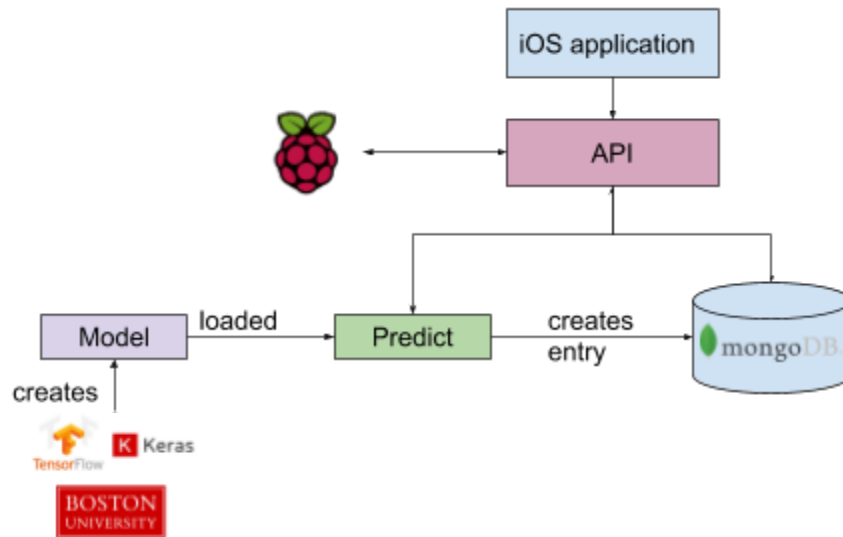 iOS application
API
Model
loaded
Predict
creates
entry
mongoDB
creates
TensorFlow
K Keras
BOSTON
UNIVERSITY